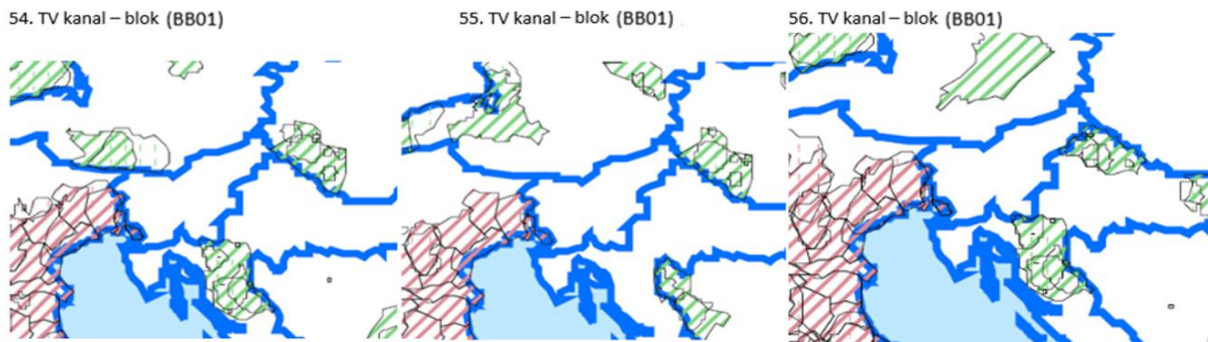 54. TV kanal – blok (BB01)
55. TV kanal – blok (BB01)
56. TV kanal – blok (BB01)